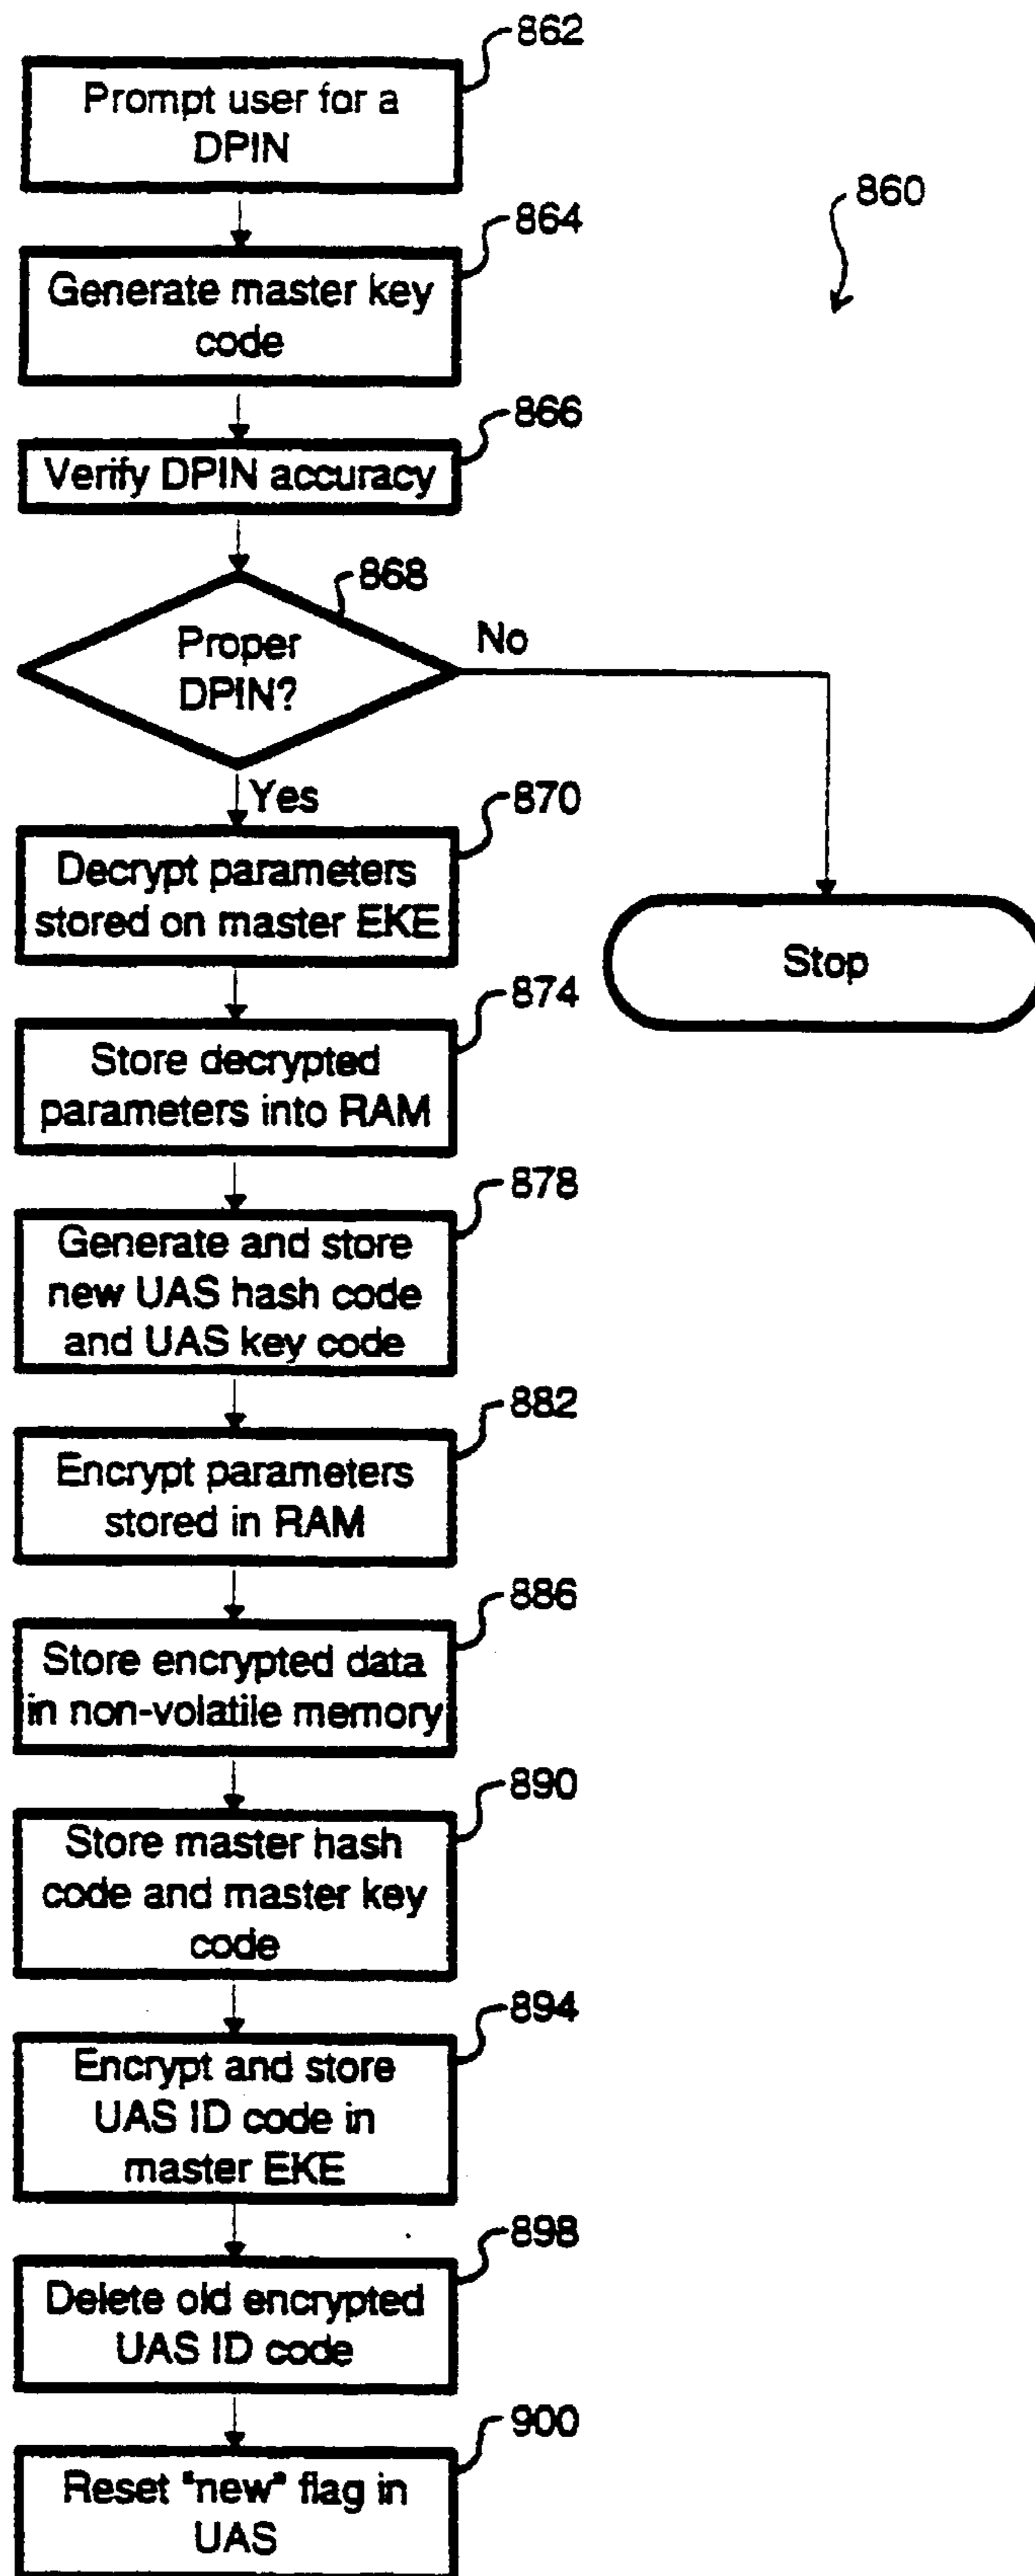 862
Prompt user for a
DPIN
860
864
Generate master key
code
866
Verify DPIN accuracy
868
Proper
DPIN?
No
Yes
870
Decrypt parameters
stored on master EKE
Stop
874
Store decrypted
parameters into RAM
878
Generate and store
new UAS hash code
and UAS key code
882
Encrypt parameters
stored in RAM
886
Store encrypted data
in non-volatile memory
890
Store master hash
code and master key
code
894
Encrypt and store
UAS ID code in
master EKE
898
Delete old encrypted
UAS ID code
900
Reset "new" flag in
UAS